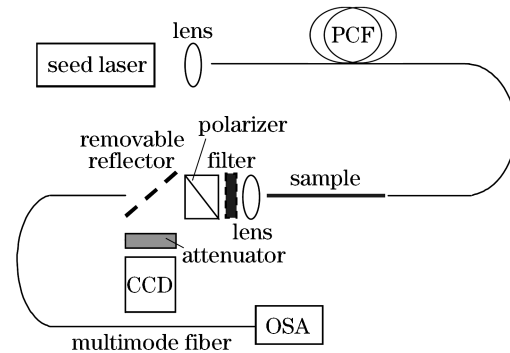 lens
PCF
seed laser
polarizer
removable
reflector
filter
sample
lens
attenuator
CCD
OSA
multimode fiber